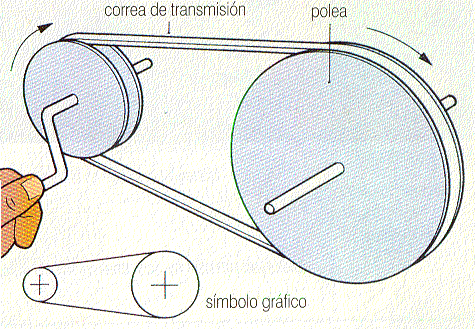 correa de transmisión
polea
símbolo gráfico